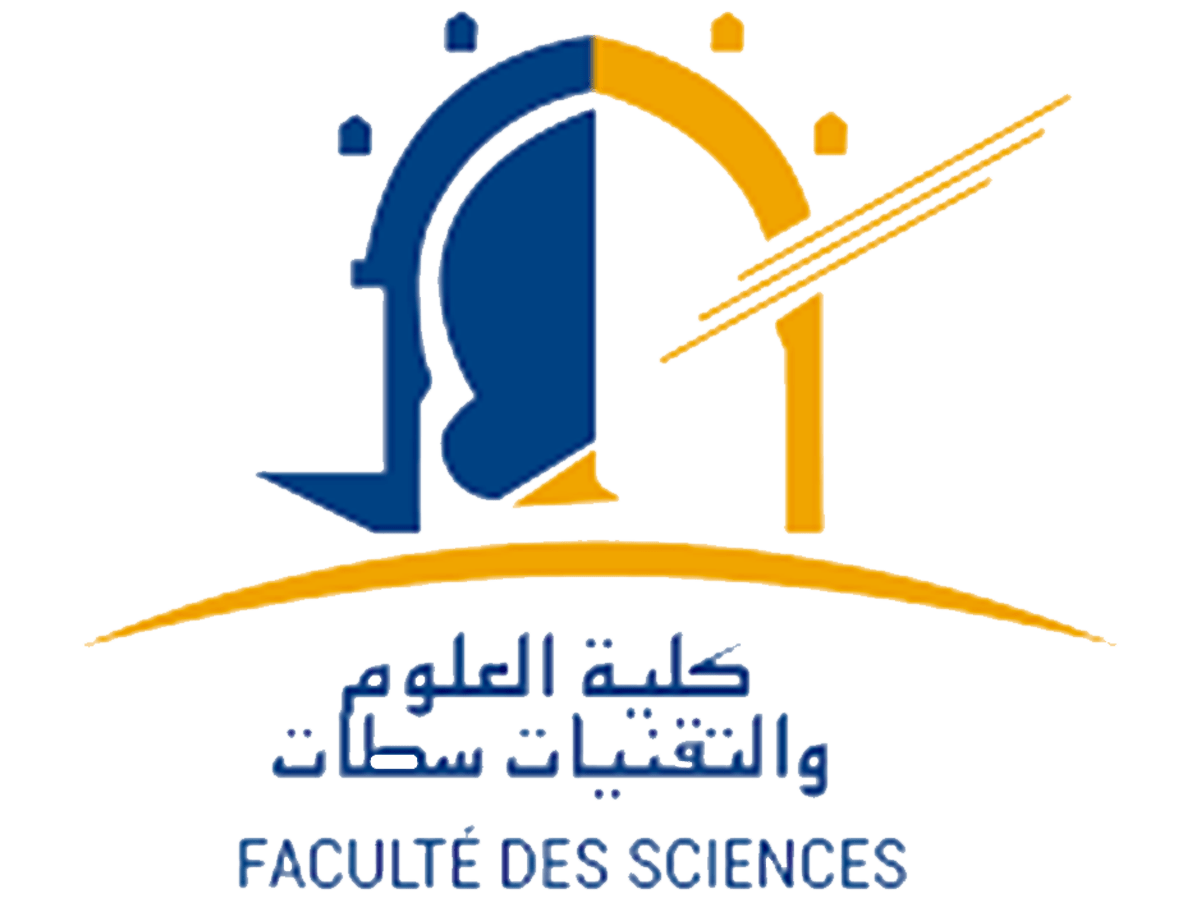 كلية العلوم
والتقنيات سطات
FACULTÉ DES SCIENCES